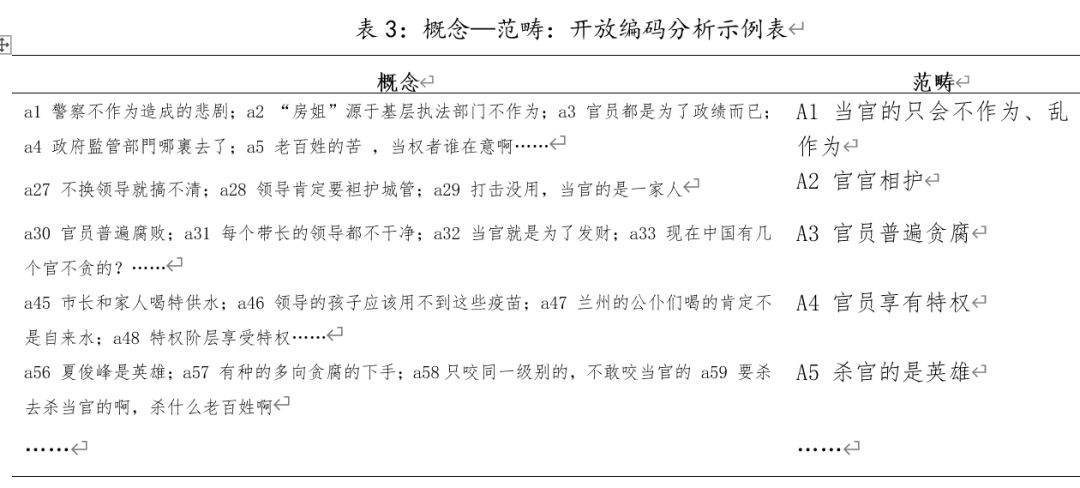 表 3：概念—范畴：开放编码分析示例表
概念 范畴
a1 警察不作为造成的悲剧；a2 “房姐”源于基层执法部门不作为；a3 官员都是为了政绩而已；
a4 政府監管部門哪裏去了；a5 老百姓的苦 ，当权者谁在意啊……
A1 当官的只会不作为、乱
作为
a27 不换领导就搞不清；a28 领导肯定要袒护城管；a29 打击没用，当官的是一家人
A2 官官相护
a30 官员普遍腐败；a31 每个带长的领导都不干净；a32 当官就是为了发财；a33 现在中国有几
个官不贪的？……
A3 官员普遍贪腐
a45 市长和家人喝特供水；a46 领导的孩子应该用不到这些疫苗；a47 兰州的公仆们喝的肯定不
是自来水；a48 特权阶层享受特权……
A4 官员享有特权
a56 夏俊峰是英雄；a57 有种的多向贪腐的下手；a58只咬同一级别的，不敢咬当官的 a59 要杀
去杀当官的啊，杀什么老百姓啊
A5 杀官的是英雄
…… ……